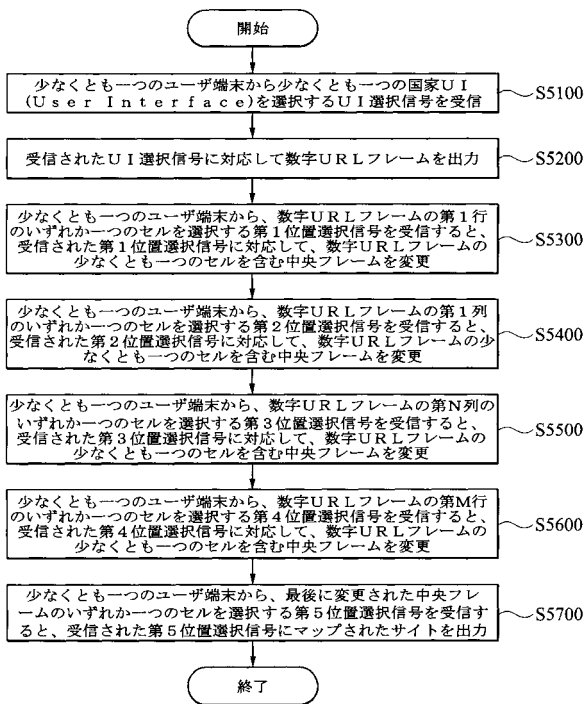 開始
少なくとも一つのユーザ端末から少なくとも一つの国家UI
(User Interface)を選択するUI選択信号を受信
S5100
受信されたUI選択信号に対応して数字URLフレームを出力
S5200
少なくとも一つのユーザ端末から、数字URLフレームの第1行
のいずれか一つのセルを選択する第1位置選択信号を受信すると、
受信された第1位置選択信号に対応して、数字URLフレームの
少なくとも一つのセルを含む中央フレームを変更
S5300
少なくとも一つのユーザ端末から、数字URLフレームの第1列
のいずれか一つのセルを選択する第2位置選択信号を受信すると、
受信された第2位置選択信号に対応して、数字URLフレームの少
なくとも一つのセルを含む中央フレームを変更
S5400
少なくとも一つのユーザ端末から、数字URLフレームの第N列の
いずれか一つのセルを選択する第3位置選択信号を受信すると、
受信された第3位置選択信号に対応して、数字URLフレームの
少なくとも一つのセルを含む中央フレームを変更
S5500
少なくとも一つのユーザ端末から、数字URLフレームの第M行
のいずれか一つのセルを選択する第4位置選択信号を受信すると、
受信された第4位置選択信号に対応して、数字URLフレームの
少なくとも一つのセルを含む中央フレームを変更
S5600
少なくとも一つのユーザ端末から、最後に変更された中央フレ
ームのいずれか一つのセルを選択する第5位置選択信号を受信す
ると、受信された第5位置選択信号にマップされたサイトを出力
S5700
終了